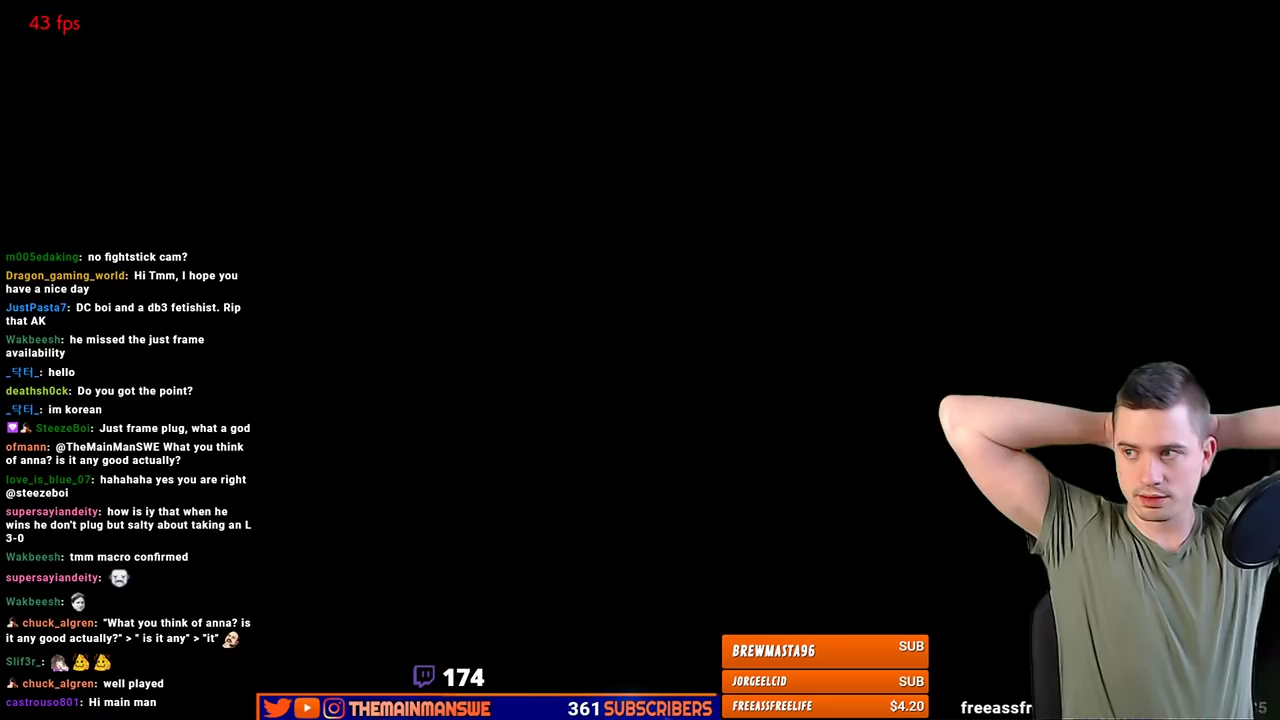 43 fps
m005edaking: no fightstick cam?
Dragon_gaming_world: Hi Tmm, I hope you
have a nice day
JustPasta7: DC boi and a db3 fetishist. Rip
that AK
Wakbeesh: he missed the just frame
availability
_닥터_: hello
deathsh0ck: Do you got the point?
_닥터_: im korean
SteezeBoi: Just frame plug, what a god
ofmann: @TheMainManSWE What you think
of anna? is it any good actually?
love_is_blue_07: hahahaha yes you are right
@steezeboi
supersayiandeity: how is iy that when he
wins he don't plug but salty about taking an L
3-0
Wakbeesh: tmm macro confirmed
supersayiandeity:
Wakbeesh:
chuck_algren: "What you think of anna? is
it any good actually?" > " is it any" > "it"
Slif3r_:
chuck_algren: well played
castrouso801: Hi main man
174
THEMAINMANSWE
361 SUBSCRIBERS
BREWMASTA96 SUB
JORGEELCID SUB
FREEASSFREELIFE $4.20
freeassfr